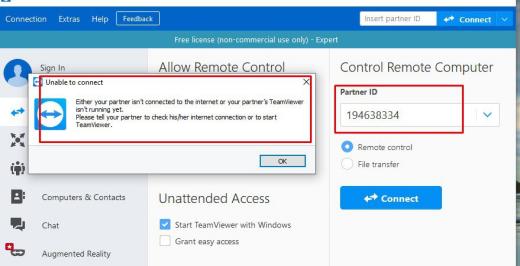 Connection Extras Help Feedback
Insert partner ID Connect
Free license (non-commercial use only) - Expert
Sign In
Allow Remote Control
Control Remote Computer
Unable to connect
Either your partner isn't
connected to the internet or your partner's TeamViewer
isn't running yet.
Please tell your partner to check his/her internet connection or to start
TeamViewer.
OK
Partner ID
194638334
Remote control
File transfer
Connect
Computers & Contacts
Chat
Augmented Reality
Unattended Access
Start TeamViewer with Windows
Grant easy access